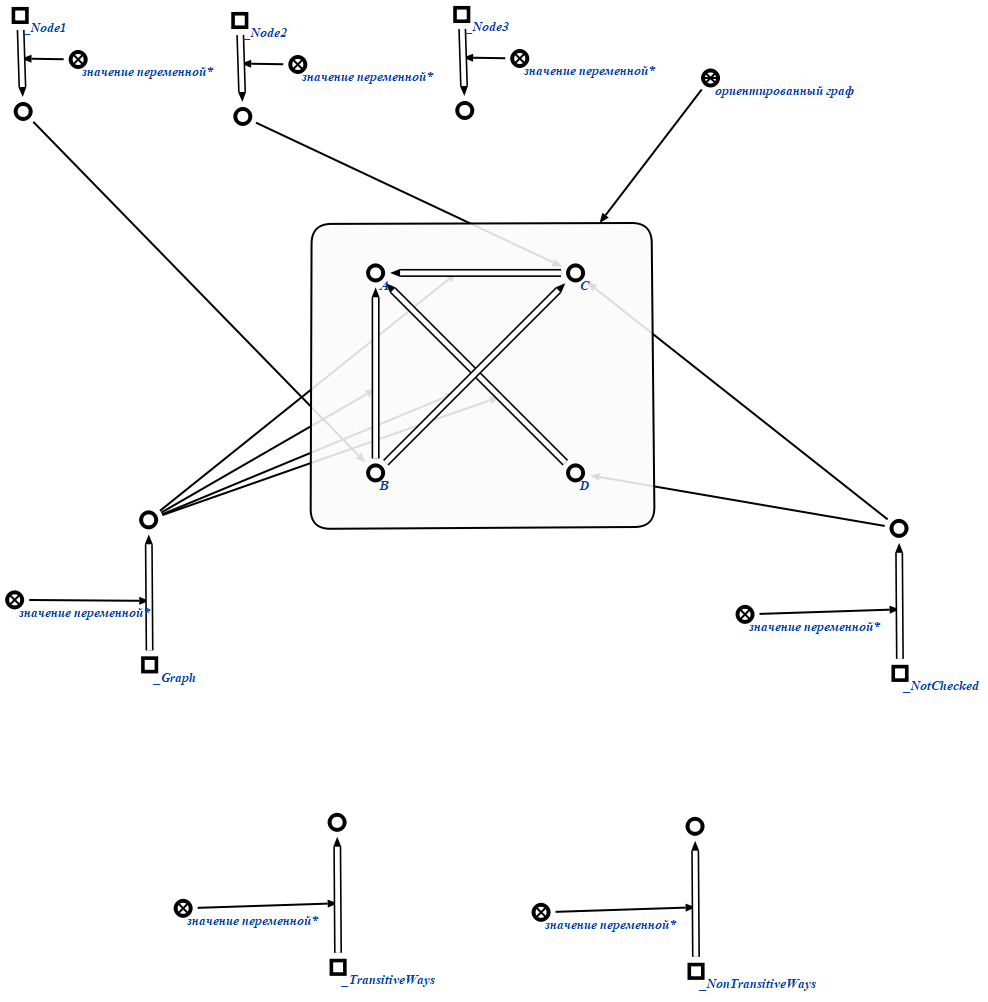 _Node1
_Node2
_Node3
значение переменной*
значение переменной*
значение переменной*
ориентированный граф
A
C
B
D
значение переменной*
_Graph
значение переменной*
_NotChecked
значение переменной*
_TransitiveWays
значение переменной*
_NonTransitiveWays